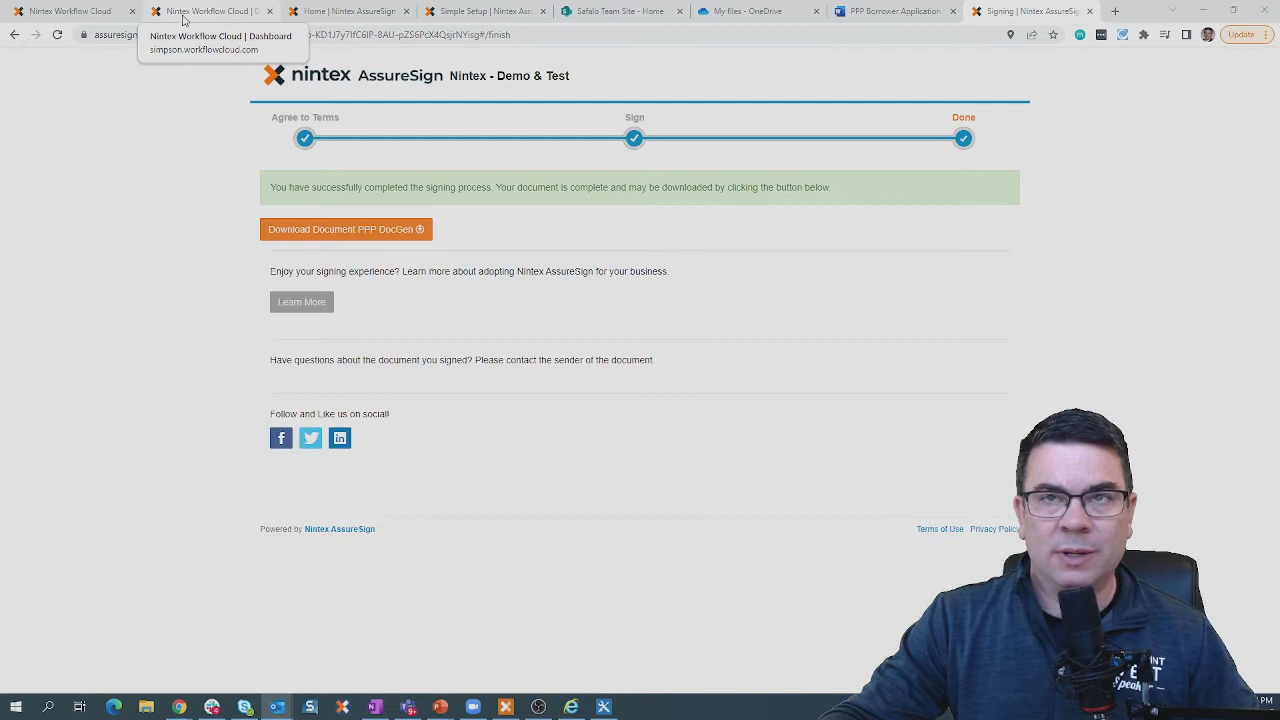 Nintex Workflow Cloud
Nintex Workflow Cloud | D
Home | Nintex AssureSign
Simple Setup | Nintex Assu
Safalo Team Site - Home
My files - OneDrive
PPP Borrower Application
Signing | Nintex AssureSig
Nintex Workflow Cloud | Dashboard
simpson.workflowcloud.com
assuresign
/finish
Update
nintex AssureSign Nintex - Demo & Test
Agree to Terms
Sign
Done
You have successfully completed the signing process. Your document is complete and may be downloaded by clicking the button below.
Download Document PPP DocGen
Enjoy your signing experience? Learn more about adopting Nintex AssureSign for your business.
Learn More
Have questions about the document you signed? Please contact the sender of the document.
Follow and Like us on social!
Powered by Nintex AssureSign
Terms of Use Privacy Policy
Speak
PM